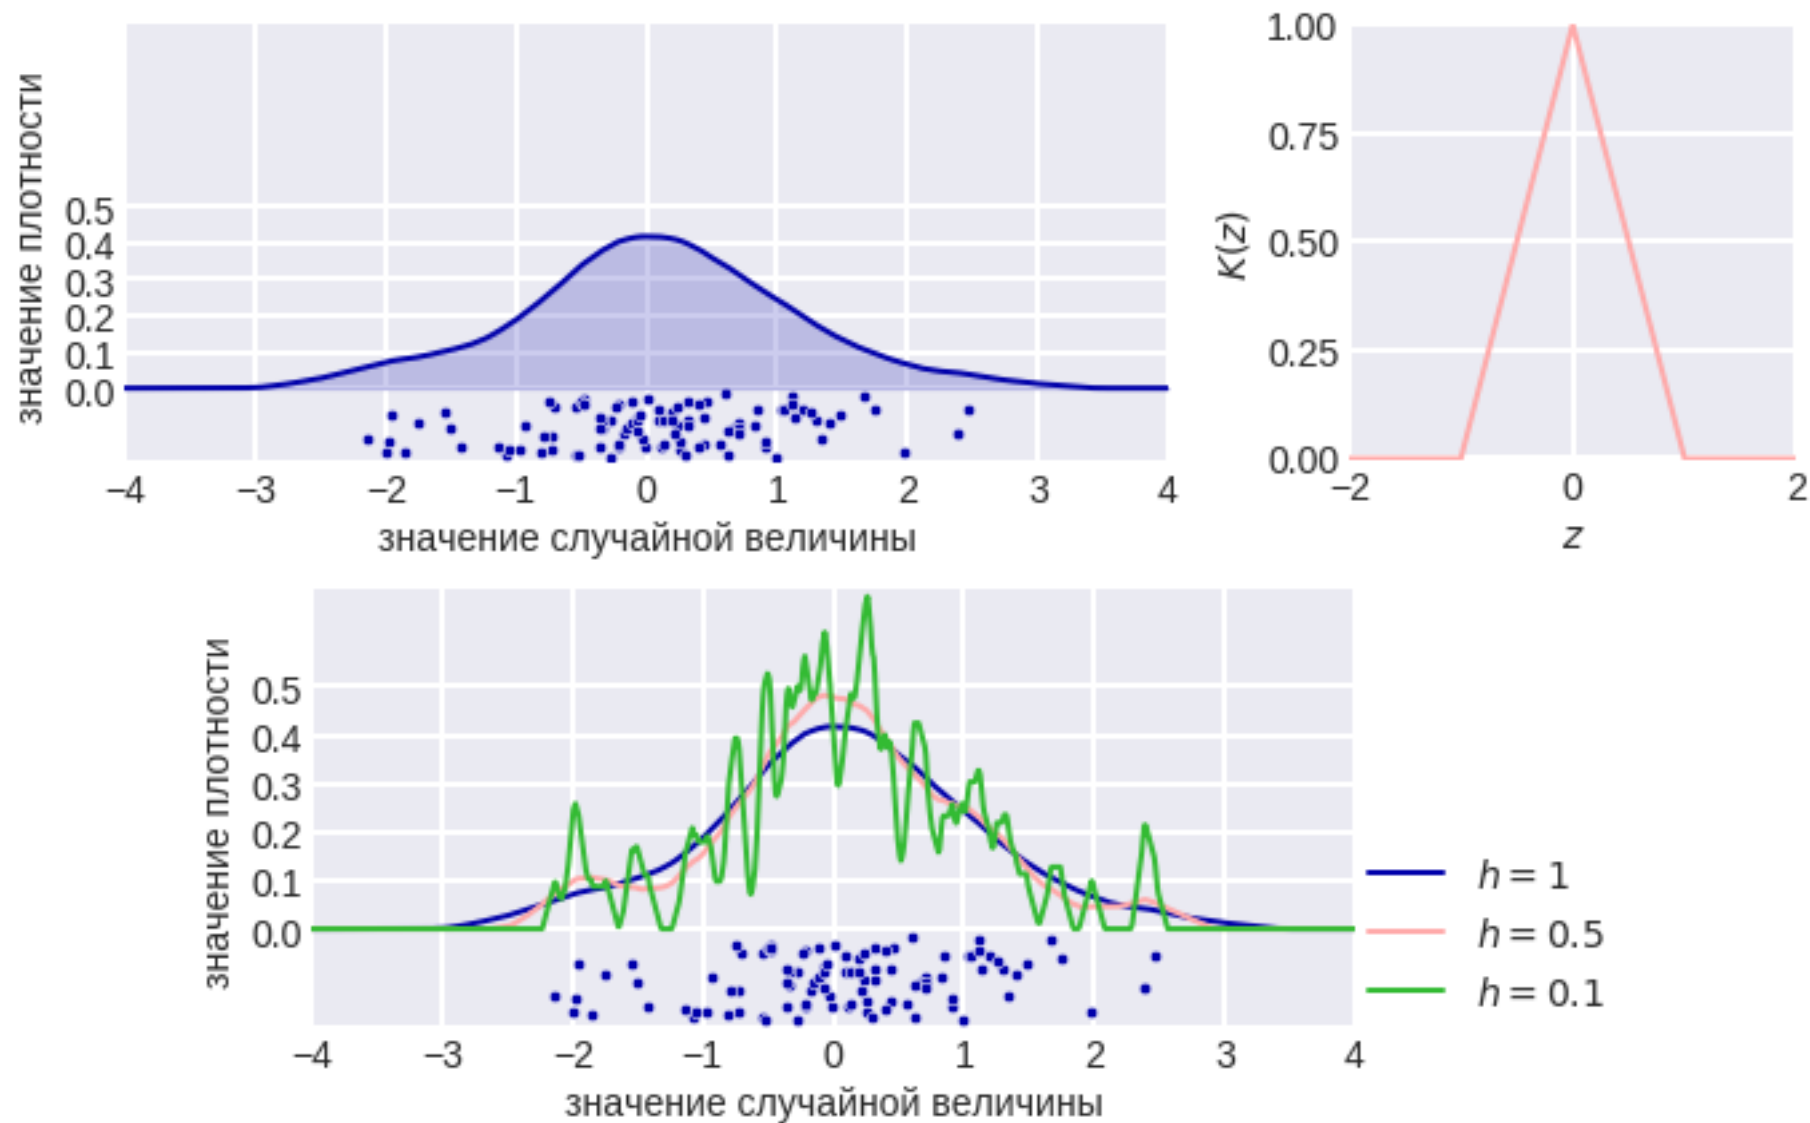 значение плотности
0.5
0.4
0.3
0.2
0.1
0.0
−4 −3 −2 −1 0 1 2 3 4
значение случайной величины
K(z)
1.00
0.75
0.50
0.25
0.00
−2 0 2
z
значение плотности
0.5
0.4
0.3
0.2
0.1
0.0
−4 −3 −2 −1 0 1 2 3 4
значение случайной величины
h = 1
h = 0.5
h = 0.1